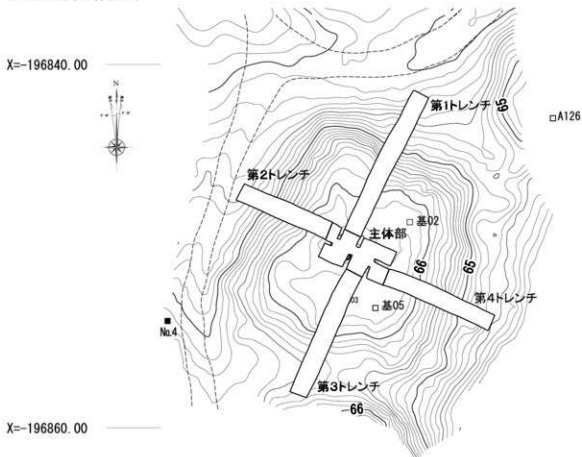 X=-196840.00
N
第1トレンチ
65
A126
第2トレンチ
基02
主体部
66
65
第4トレンチ
03
基05
No.4
第3トレンチ
66
X=-196860.00